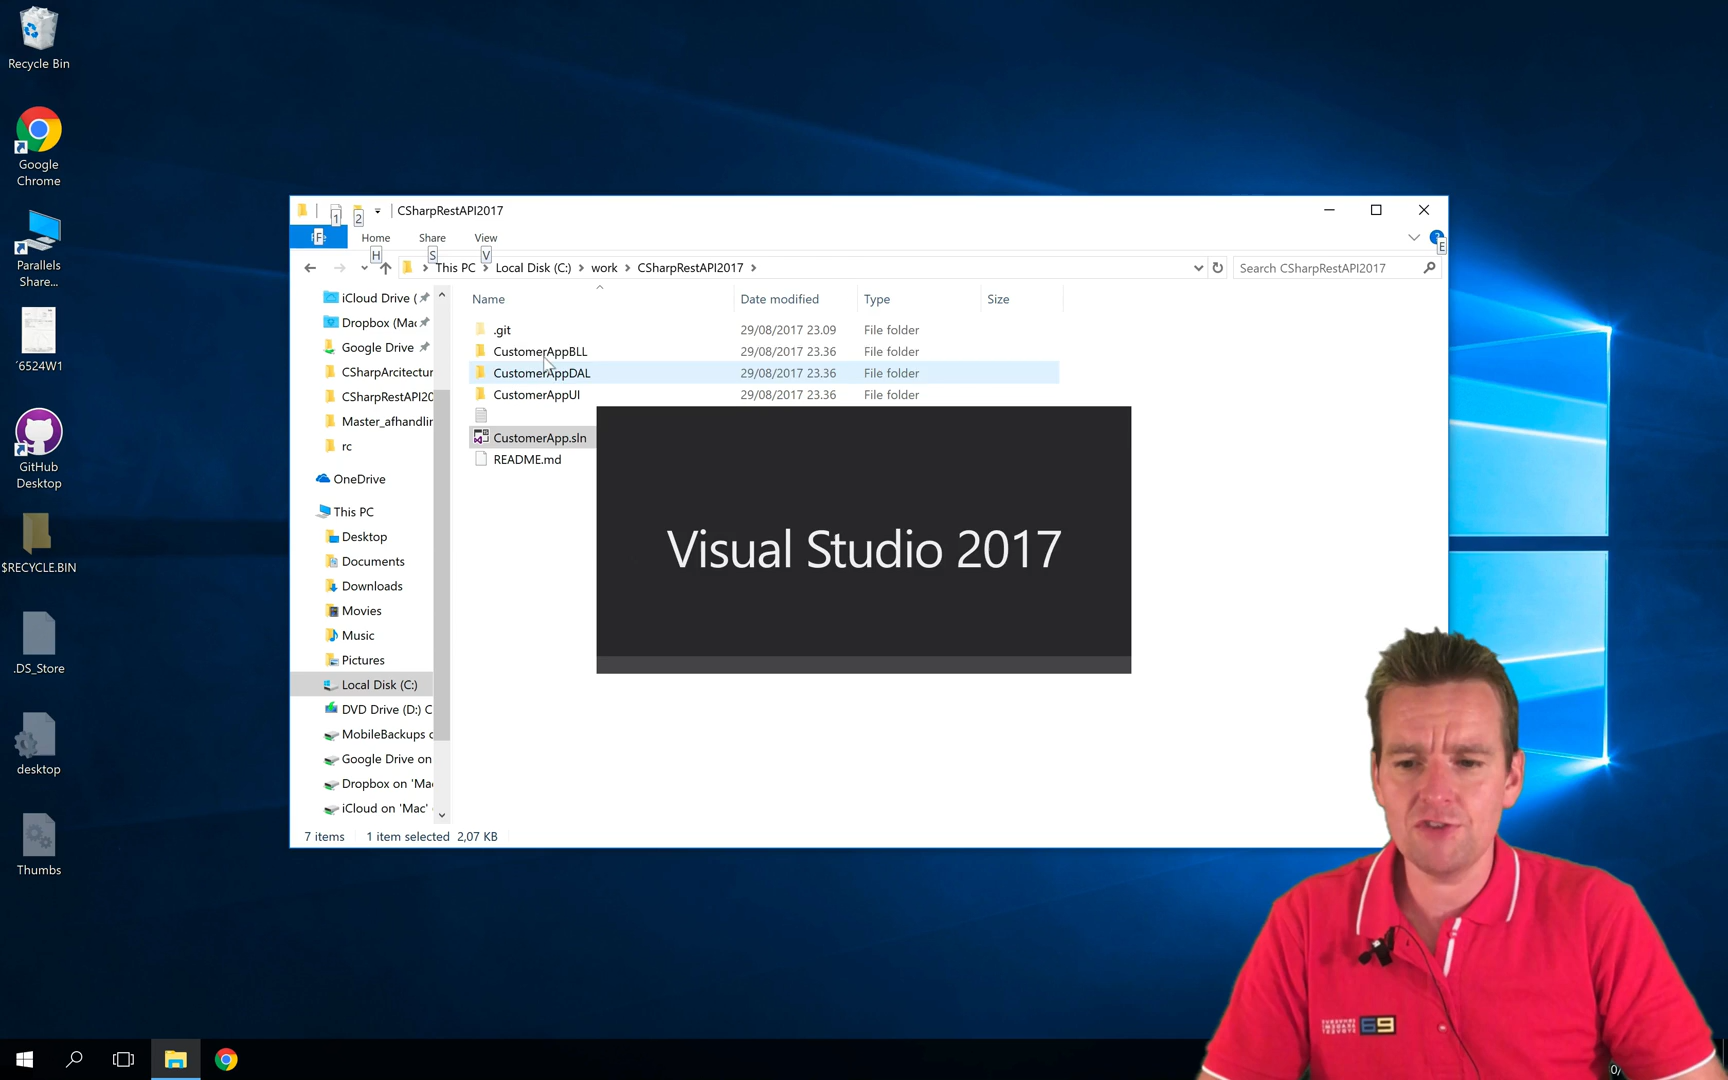 Recycle Bin
Google
Chrome
Parallels
Share...
´6524W1
GitHub
Desktop
$RECYCLE.BIN
.DS_Store
desktop
Thumbs
1
2
CSharpRestAPI2017
F
Home
Share
View
H
S
V
E
This PC
Local Disk (C:)
work
CSharpRestAPI2017
Search CSharpRestAPI2017
iCloud Drive (
Dropbox (Mac
Google Drive
CSharpArcitectur
CSharpRestAPI20
Master_afhandlin
rc
OneDrive
This PC
Desktop
Documents
Downloads
Movies
Music
Pictures
Local Disk (C:)
DVD Drive (D:) C
MobileBackups o
Google Drive on
Dropbox on 'Mac
iCloud on 'Mac'
Name
Date modified
Type
Size
.git 29/08/2017 23.09 File folder
CustomerAppBLL 29/08/2017 23.36 File folder
CustomerAppDAL 29/08/2017 23.36 File folder
CustomerAppUI 29/08/2017 23.36 File folder
CustomerApp.sln
README.md
Visual Studio 2017
7 items 1 item selected 2,07 KB
69